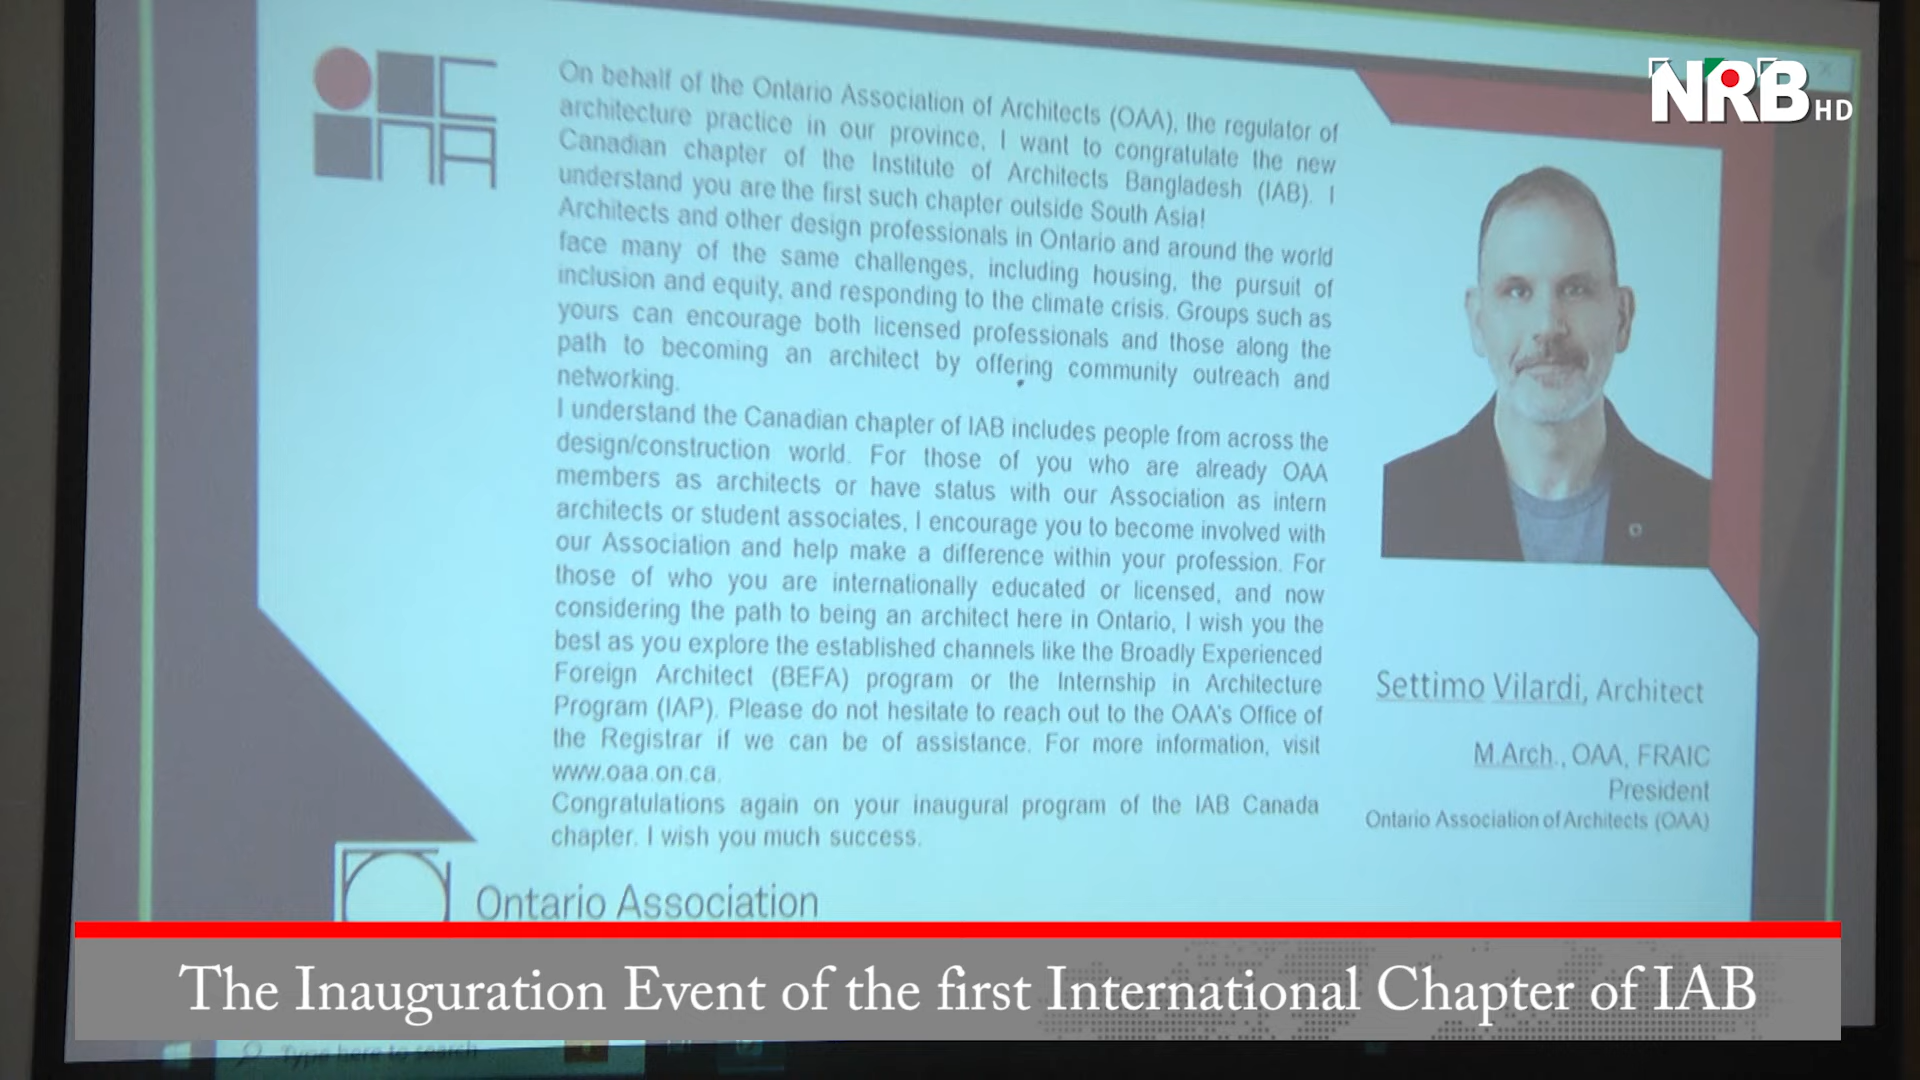 NRB HD
On behalf of the Ontario Association of Architects (OAA), the regulator of
architecture practice in our province, I want to congratulate the new
Canadian chapter of the Institute of Architects Bangladesh (IAB). I
understand you are the first such chapter outside South Asia!
Architects and other design professionals in Ontario and around the world
face many of the same challenges, including housing, the pursuit of
inclusion and equity, and responding to the climate crisis. Groups such as
yours can encourage both licensed professionals and those along the
path to becoming an architect by offering community outreach and
networking.
I understand the Canadian chapter of IAB includes people from across the
design/construction world. For those of you who are already OAA
members as architects or have status with our Association as intern
architects or student associates, I encourage you to become involved with
our Association and help make a difference within your profession. For
those of who you are internationally educated or licensed, and now
considering the path to being an architect here in Ontario, I wish you the
best as you explore the established channels like the Broadly Experienced
Foreign Architect (BEFA) program or the Internship in Architecture
Program (IAP). Please do not hesitate to reach out to the OAA's Office of
the Registrar if we can be of assistance. For more information, visit
www.oaa.on.ca.
Congratulations again on your inaugural program of the IAB Canada
chapter. I wish you much success.
Settimo Vilardi, Architect
M.Arch., OAA, FRAIC
President
Ontario Association of Architects (OAA)
Ontario Association
The Inauguration Event of the first International Chapter of IAB
Type here to search